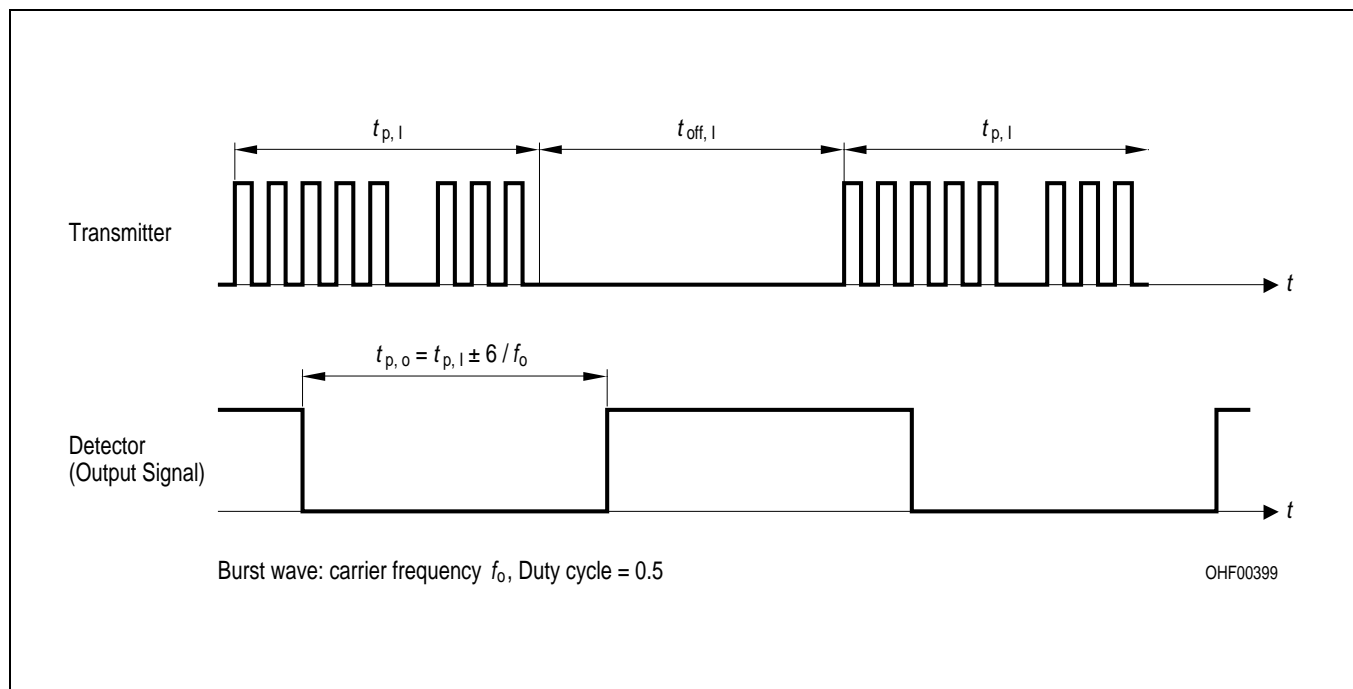 t p, I
t off, I
t p, I
Transmitter
t
t p, o = t p, I ± 6 / f o
Detector
(Output Signal)
t
Burst wave: carrier frequency f o, Duty cycle = 0.5
OHF00399